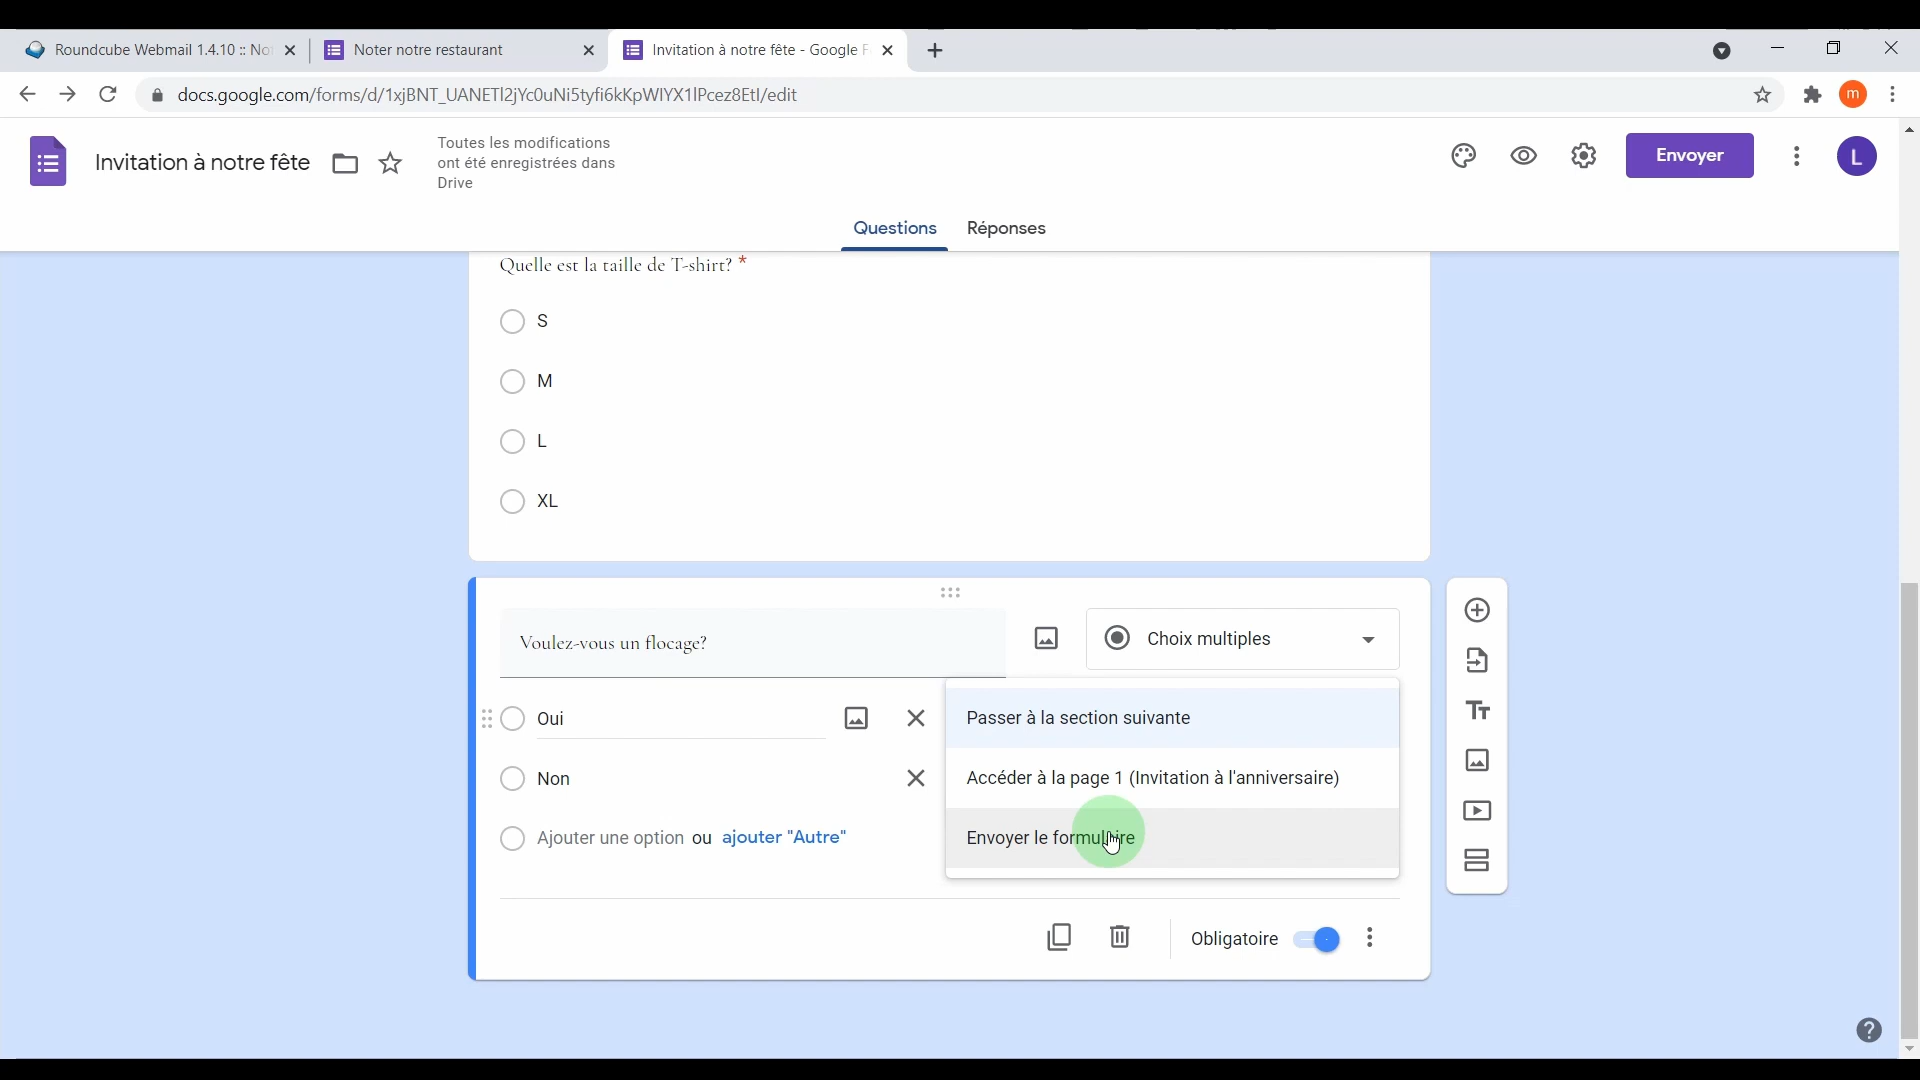 Roundcube Webmail 1.4.10 :: Not
Noter notre restaurant
Invitation à notre fête - Google F
m
docs.google.com/forms/d/1xjBNT_UANETl2jYc0uNi5tyfi6kKpWlYX1lPcez8Etl/edit
Invitation à notre fête
Toutes les modifications
ont été enregistrées dans
Drive
Envoyer
L
Questions
Réponses
Quelle est la taille de T-shirt? *
S
M
L
XL
Voulez-vous un flocage?
Choix multiples
Oui
Passer à la section suivante
Non
Accéder à la page 1 (Invitation à l'anniversaire)
Ajouter une option ou ajouter "Autre"
Envoyer le formulaire
Obligatoire